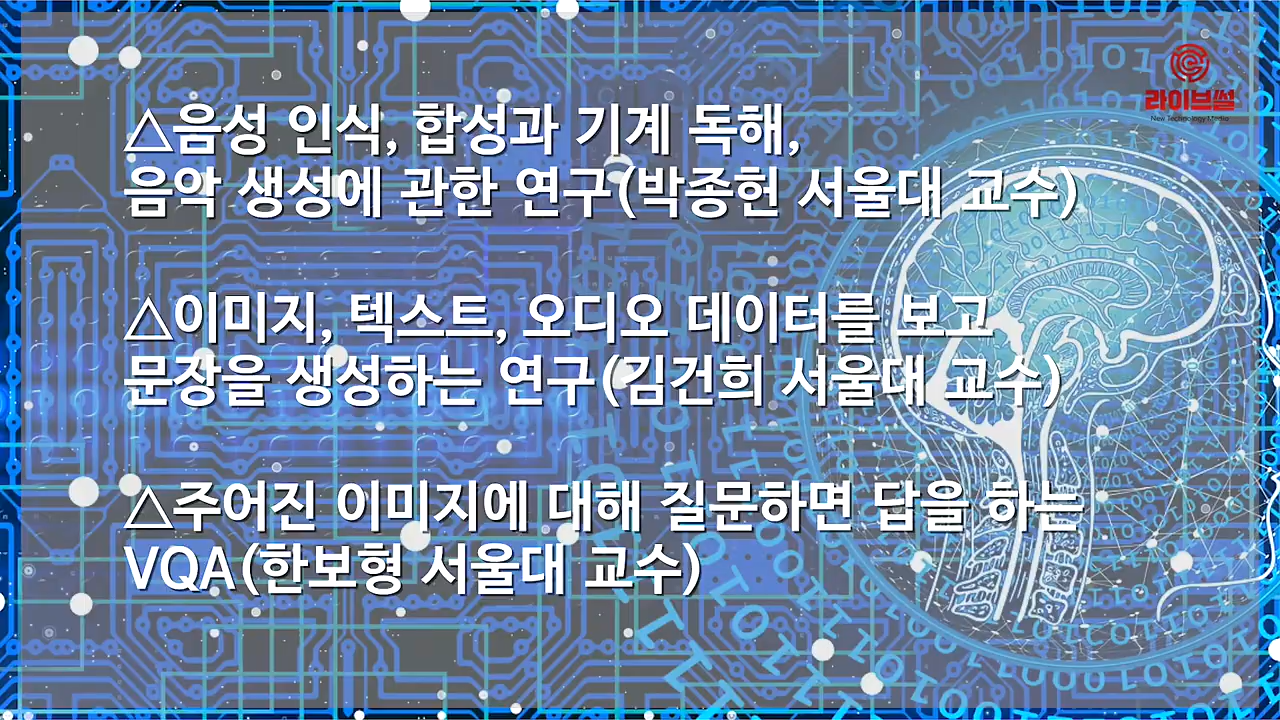 라이브썰
New Technology Media
△음성 인식, 합성과 기계 독해,
음악 생성에 관한 연구(박종헌 서울대 교수)
△이미지, 텍스트, 오디오 데이터를 보고
문장을 생성하는 연구(김건희 서울대 교수)
△주어진 이미지에 대해 질문하면 답을 하는
VQA(한보형 서울대 교수)